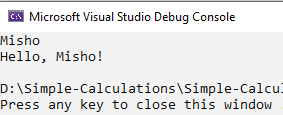 Microsoft Visual Studio Debug Console
Misho
Hello, Misho!
D:\Simple-Calculations\Simple-Calcul
Press any key to close this window